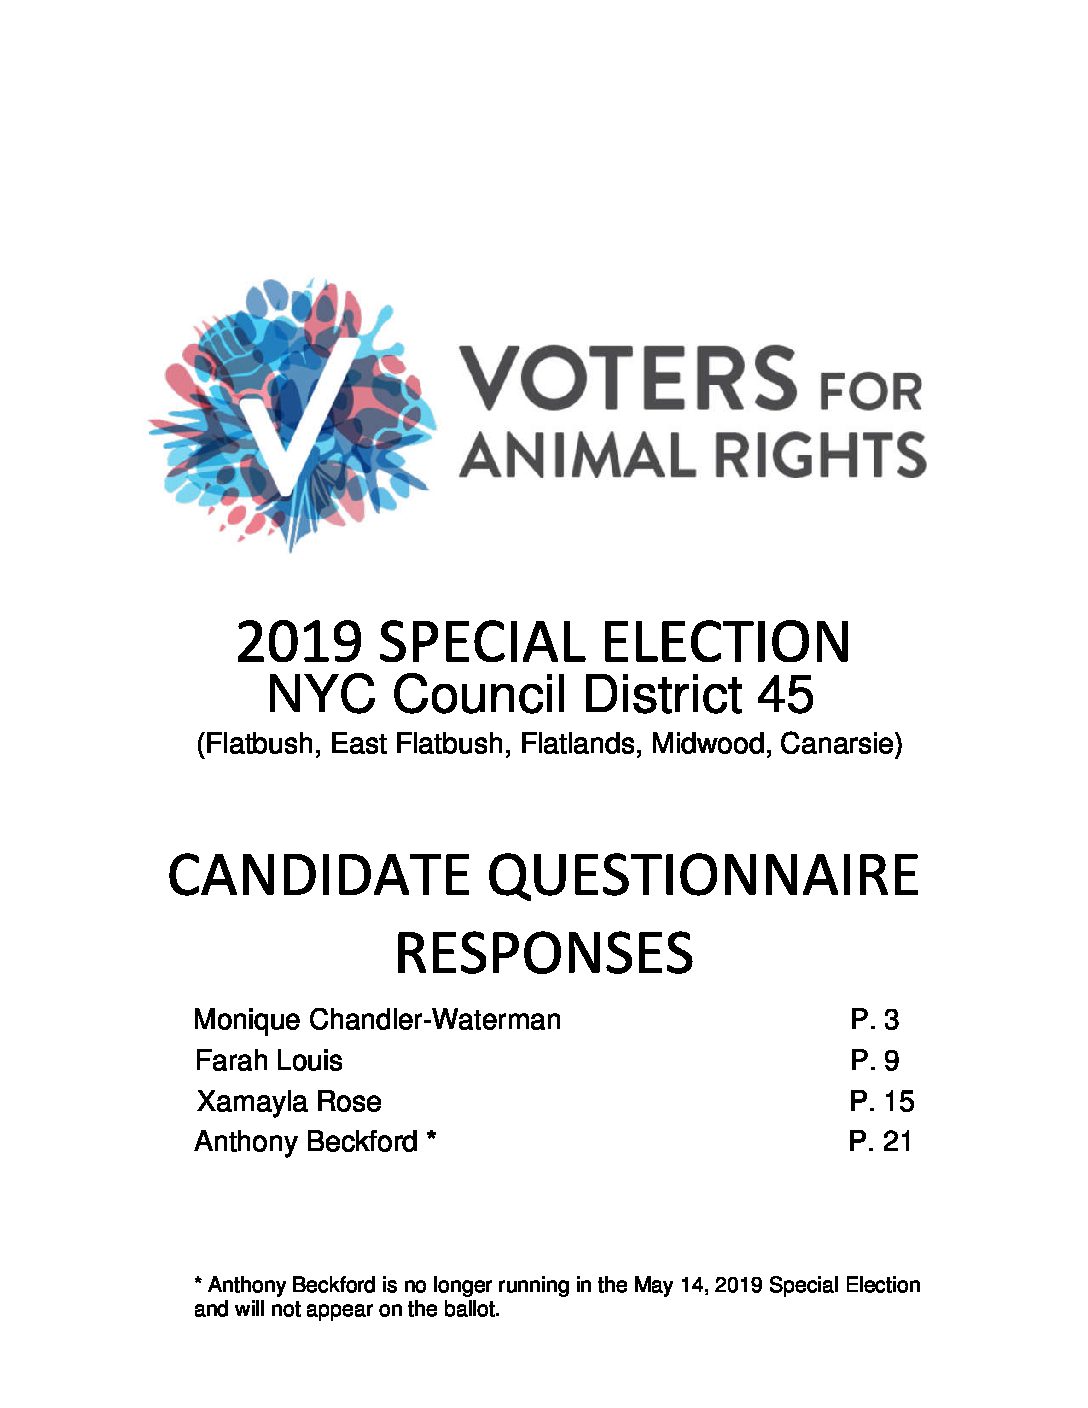 VOTERS FOR
ANIMAL RIGHTS
2019 SPECIAL ELECTION
NYC Council District 45
(Flatbush, East Flatbush, Flatlands, Midwood, Canarsie)
CANDIDATE QUESTIONNAIRE
RESPONSES
Monique Chandler-Waterman P. 3
Farah Louis P. 9
Xamayla Rose P. 15
Anthony Beckford * P. 21
* Anthony Beckford is no longer running in the May 14, 2019 Special Election
and will not appear on the ballot.